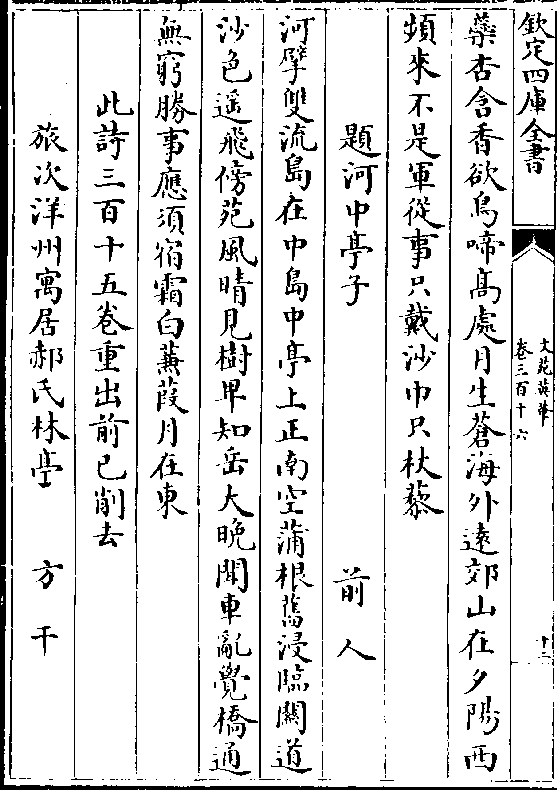 欽定四庫全書
文苑英華
卷三百十六
十二
藥杏含香欲鳥啼高處月生蒼海外遠郊山在夕陽西
頻來不是軍從事只戴沙巾只杖藜
題河中亭子 前人
河擘雙流島在中島中亭上正南空蒲根舊浸臨關道
沙色遥飛傍苑風晴見樹卑知岳大晩聞車亂覺橋通
無窮勝事應須宿霜白蒹葭月在東
此詩三百十五卷重出前已削去
旅次洋州寓居郝氏林亭 方干